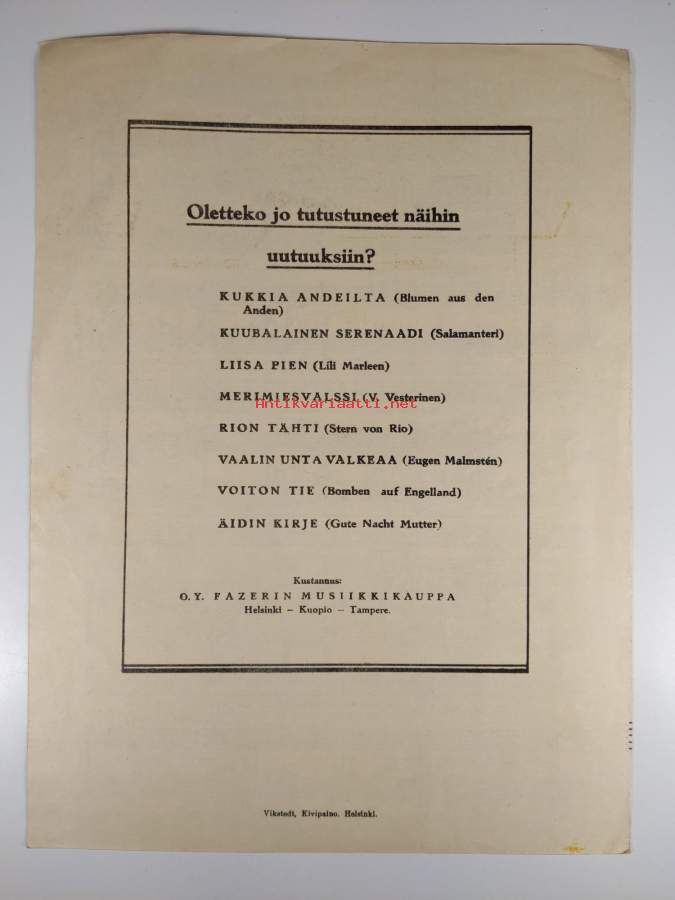 Oletteko jo tutustuneet näihin
uutuuksiin?
KUKKIA ANDEILTA (Blumen aus den
Anden)
KUUBALAINEN SERENAADI (Salamanteri)
LIISA PIEN (Lili Marleen)
MERIMIESVALSSI (V. Vesterinen)
Antikvariaatti.net
RION TÄHTI (Stern von Rio)
VAALIN UNTA VALKEAA (Eugen Malmstén)
VOITON TIE (Bomben auf Engelland)
ÄIDIN KIRJE (Gute Nacht Mutter)
Kustannus:
O.Y. FAZERIN MUSIIKKIKAUPPA
Helsinki – Kuopio – Tampere.
Vikstedt, Kivipaino. Helsinki.